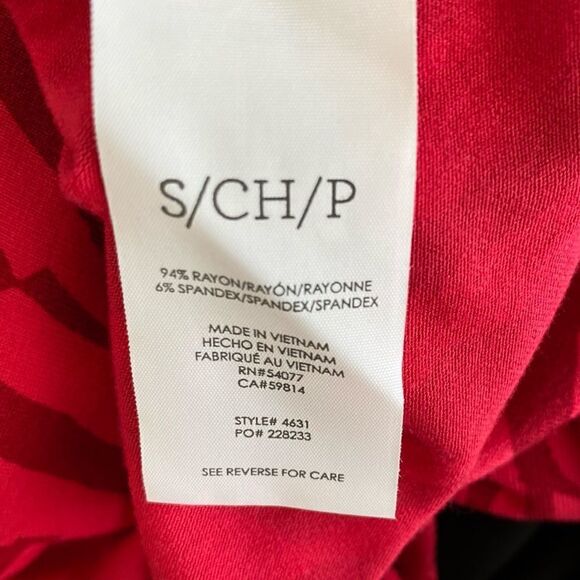 S/CH/P
94% RAYON/RAYÓN/RAYONNE
6% SPANDEX/SPANDEX/SPANDEX
MADE IN VIETNAM
HECHO EN VIETNAM
FABRIQUÉ AU VIETNAM
RN#54077
CA#59814
STYLE# 4631
PO# 228233
SEE REVERSE FOR CARE